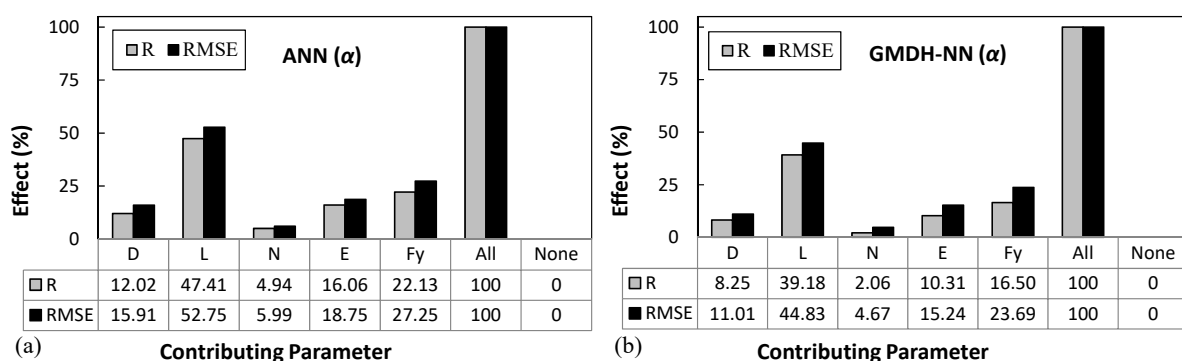 100
75
50
25
0
Effect (%)
R RMSE
ANN (α)
D L N E Fy All None
R 12.02 47.41 4.94 16.06 22.13 100 0
RMSE 15.91 52.75 5.99 18.75 27.25 100 0
(a) Contributing Parameter
100
75
50
25
0
Effect (%)
R RMSE
GMDH-NN (α)
D L N E Fy All None
R 8.25 39.18 2.06 10.31 16.50 100 0
RMSE 11.01 44.83 4.67 15.24 23.69 100 0
(b) Contributing Parameter